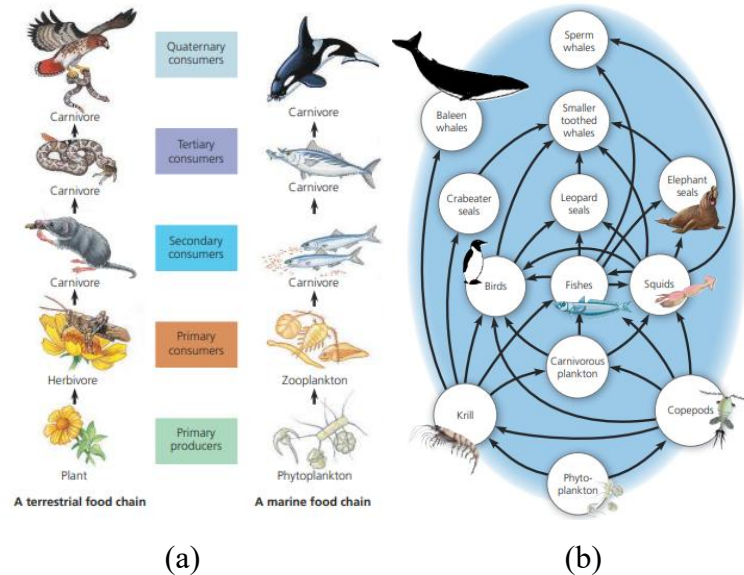 Quaternary
consumers
Carnivore
Carnivore
Tertiary
consumers
Carnivore
Carnivore
Secondary
consumers
Carnivore
Carnivore
Primary
consumers
Herbivore
Zooplankton
Primary
producers
Plant
Phytoplankton
A terrestrial food chain
A marine food chain
(a)
Sperm
whales
Baleen
whales
Smaller
toothed
whales
Crabeater
seals
Leopard
seals
Elephant
seals
Birds
Fishes
Squids
Carnivorous
plankton
Krill
Copepods
Phyto-
plankton
(b)